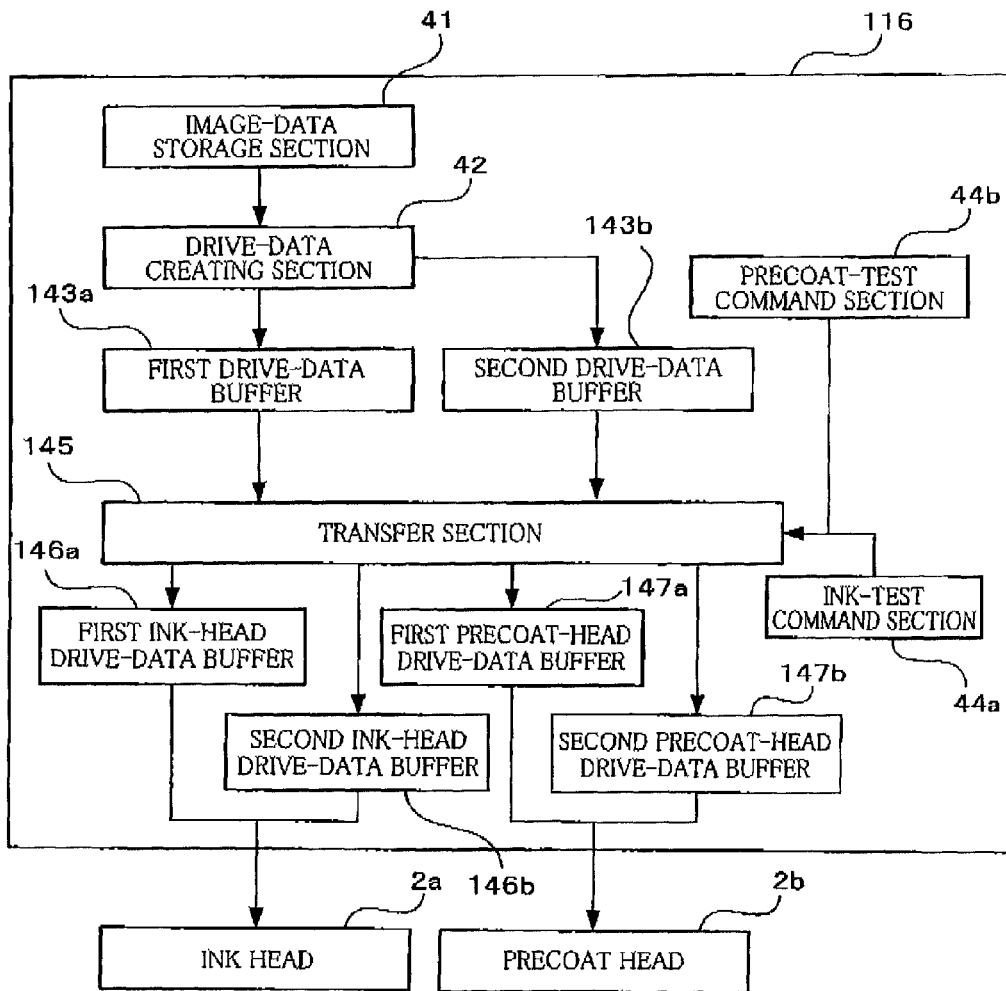 41
116
IMAGE-DATA
STORAGE SECTION
42
DRIVE-DATA
CREATING SECTION
143b
44b
PRECOAT-TEST
COMMAND SECTION
143a
FIRST DRIVE-DATA
BUFFER
SECOND DRIVE-DATA
BUFFER
145
TRANSFER SECTION
146a
147a
INK-TEST
COMMAND SECTION
FIRST INK-HEAD
DRIVE-DATA BUFFER
FIRST PRECOAT-HEAD
DRIVE-DATA BUFFER
147b
44a
SECOND INK-HEAD
DRIVE-DATA BUFFER
SECOND PRECOAT-HEAD
DRIVE-DATA BUFFER
2a
146b
2b
INK HEAD
PRECOAT HEAD